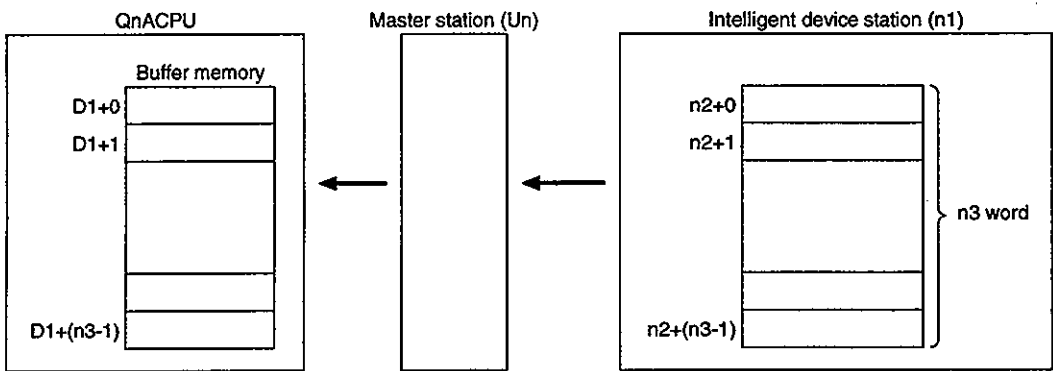 QnACPU
Master station (Un)
Intelligent device station (n1)
Buffer memory
D1+0
D1+1
D1+(n3-1)
n2+0
n2+1
n2+(n3-1)
n3 word